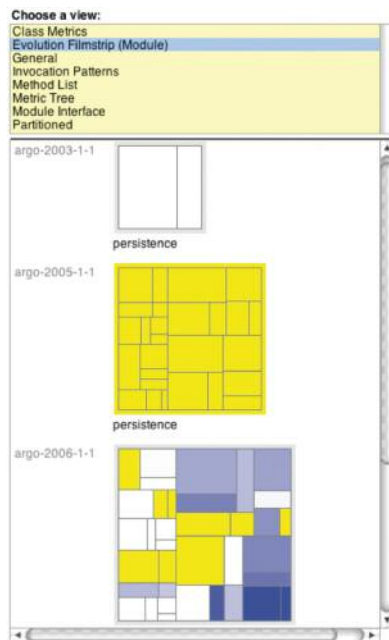 Choose a view:
Class Metrics
Evolution Filmstrip (Module)
General
Invocation Patterns
Method List
Metric Tree
Module Interface
Partitioned
argo-2003-1-1
persistence
argo-2005-1-1
persistence
argo-2006-1-1